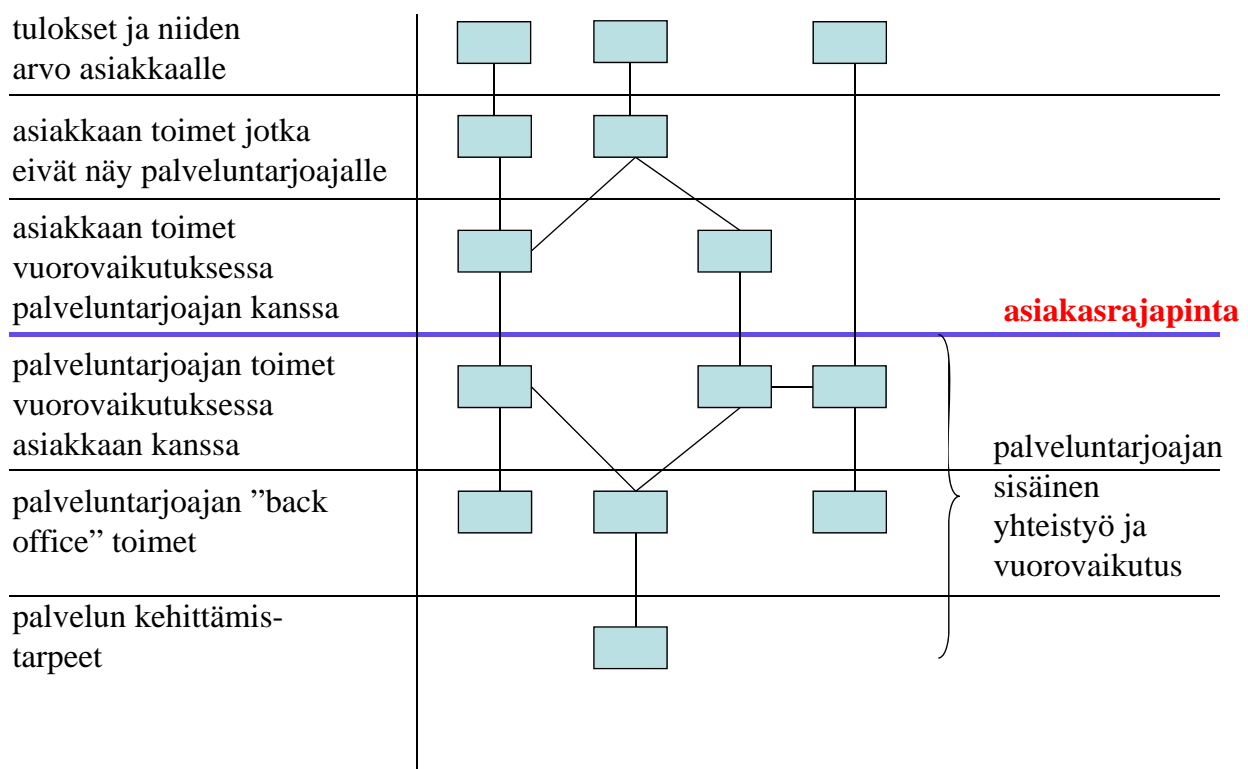 tulokset ja niiden
arvo asiakkaalle
asiakkaan toimet jotka
eivät näy palveluntarjoajalle
asiakkaan toimet
vuorovaikutuksessa
palveluntarjoajan kanssa
asiakasrajapinta
palveluntarjoajan toimet
vuorovaikutuksessa
asiakkaan kanssa
palveluntarjoajan
sisäinen
yhteistyö ja
vuorovaikutus
palveluntarjoajan ”back
office” toimet
palvelun kehittämis-
tarpeet